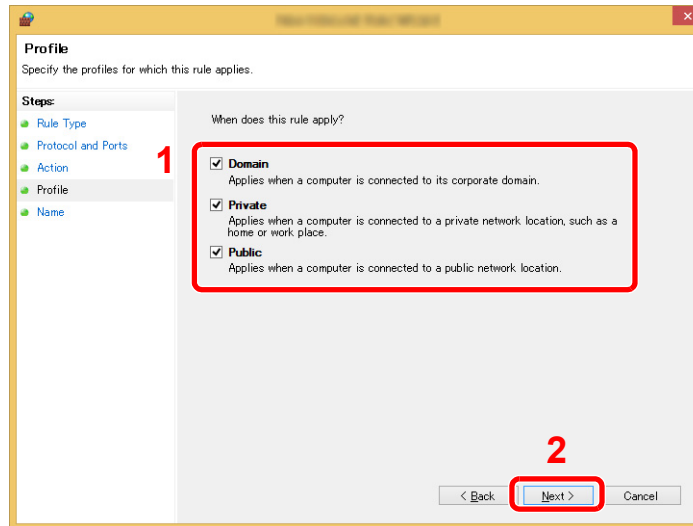 Profile
Specify the profiles for which this rule applies.
Steps:
Rule Type
Protocol and Ports
Action
Profile
Name
When does this rule apply?
1
Domain
Applies when a computer is connected to its corporate domain.
Private
Applies when a computer is connected to a private network location, such as a
home or work place.
Public
Applies when a computer is connected to a public network location.
2
< Back
Next >
Cancel